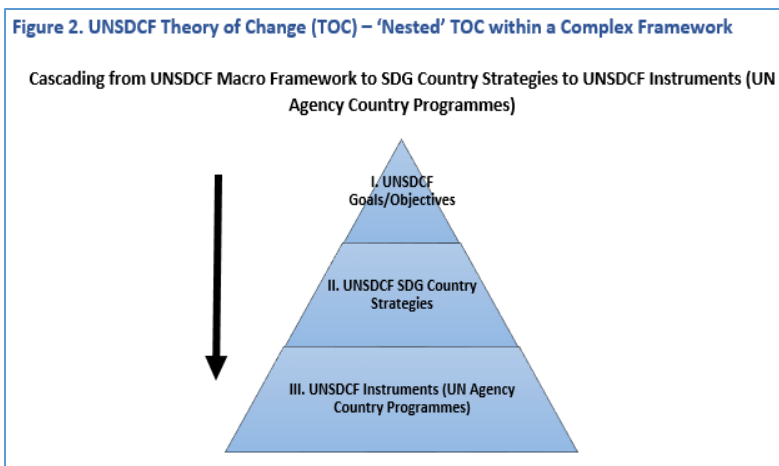 Figure 2. UNSDCF Theory of Change (TOC) – ‘Nested’ TOC within a Complex Framework
Cascading from UNSDCF Macro Framework to SDG Country Strategies to UNSDCF Instruments (UN
Agency Country Programmes)
I. UNSDCF
Goals/Objectives
II. UNSDCF SDG Country
Strategies
III. UNSDCF Instruments (UN Agency
Country Programmes)